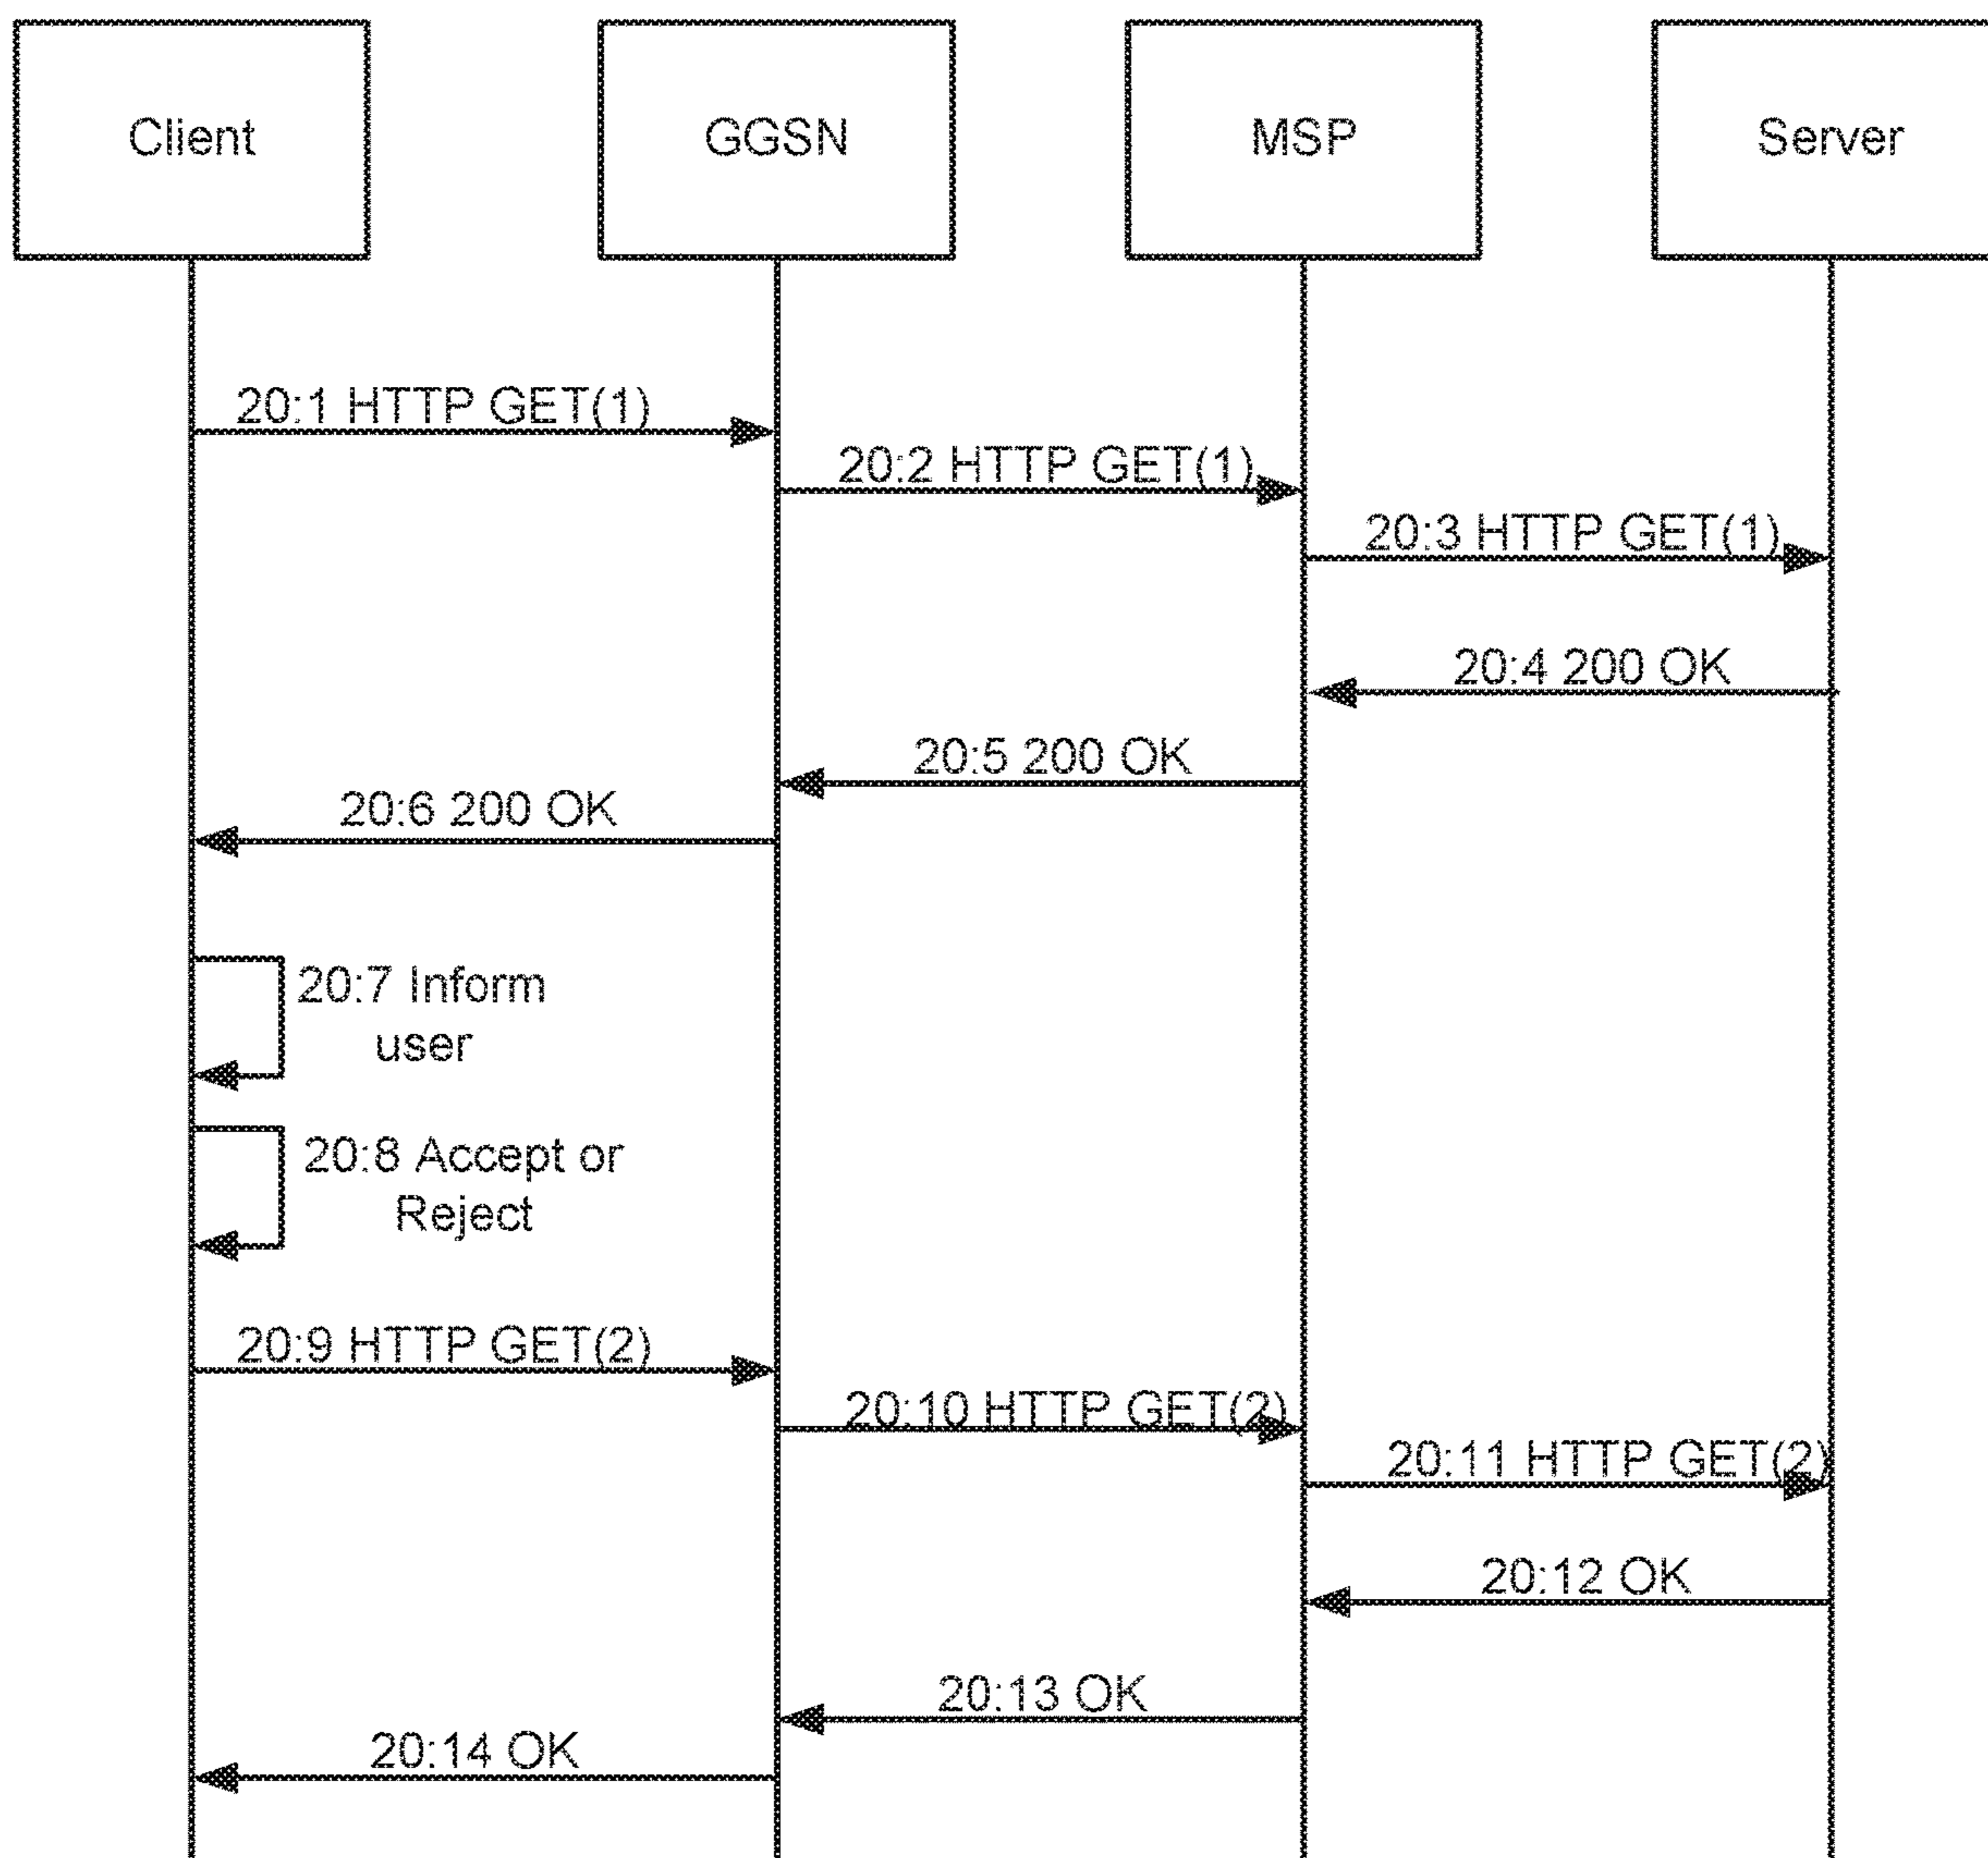 Client
GGSN
MSP
Server
20:1 HTTP GET(1)
20:2 HTTP GET(1)
20:3 HTTP GET(1)
20:4 200 OK
20:5 200 OK
20:6 200 OK
20:7 Inform
user
20:8 Accept or
Reject
20:9 HTTP GET(2)
20:10 HTTP GET(2)
20:11 HTTP GET(2)
20:12 OK
20:13 OK
20:14 OK